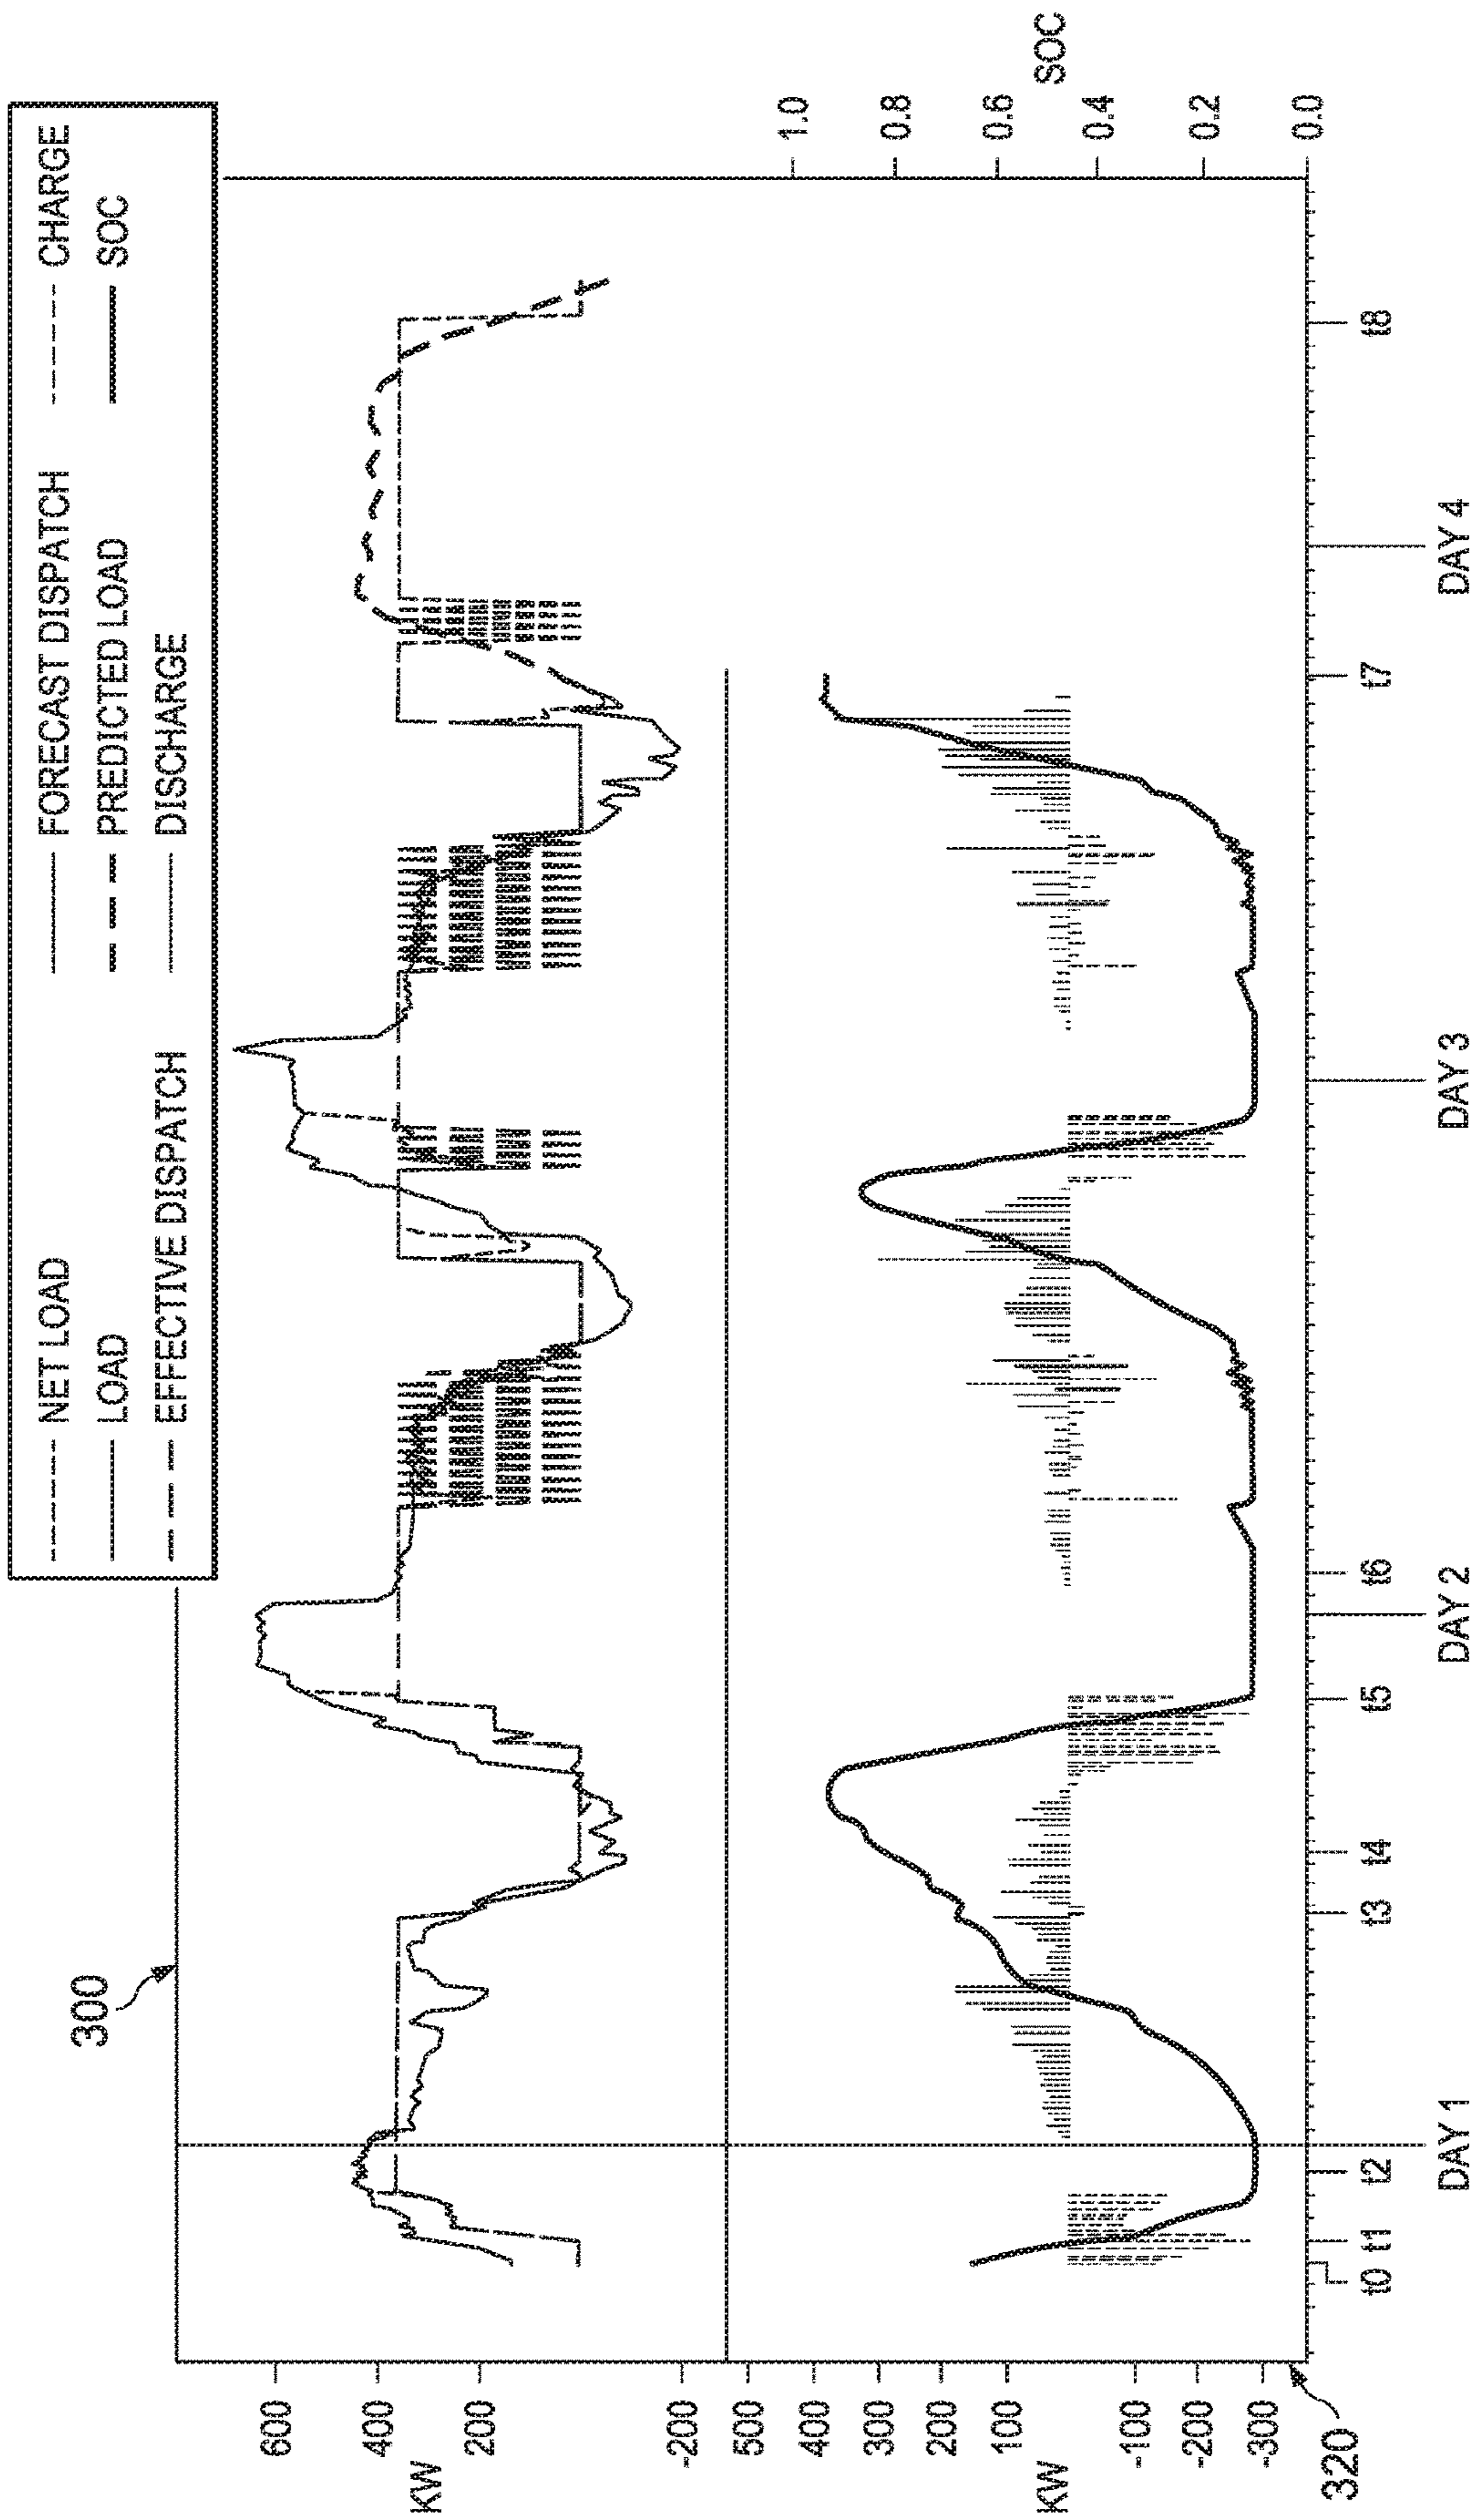 300
NET LOAD
FORECAST DISPATCH
CHARGE
LOAD
PREDICTED LOAD
SOC
EFFECTIVE DISPATCH
DISCHARGE
600
400
200
-200
KW
500
400
300
200
100
-100
-200
-300
KW
320
1.0
0.8
0.6
0.4
0.2
0.0
SOC
t0 t1 t2 t3 t4 t5 t6 t7 t8
DAY 1 DAY 2 DAY 3 DAY 4